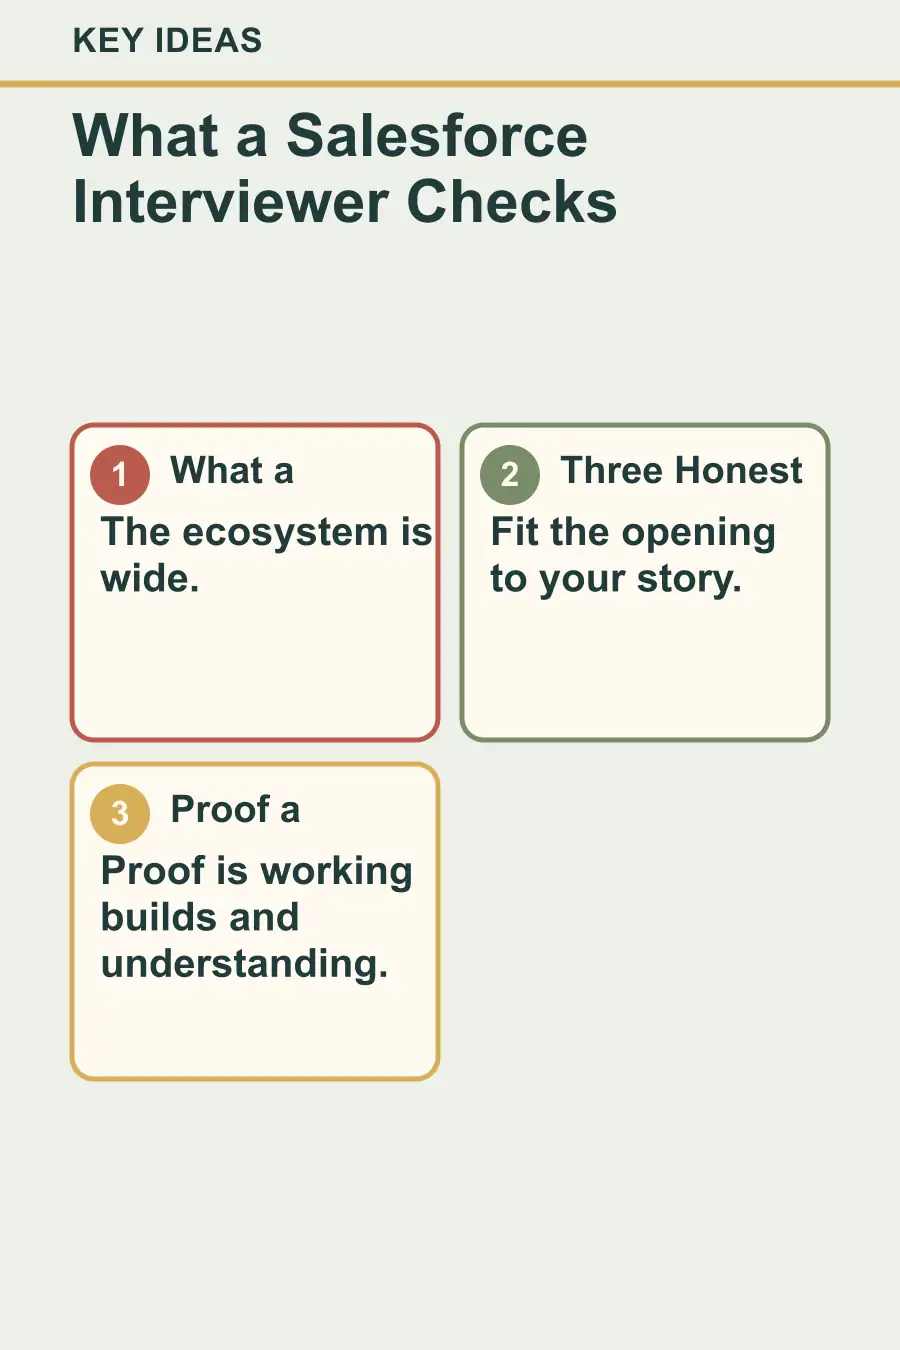 KEY IDEAS
What a Salesforce
Interviewer Checks
1 What a
The ecosystem is
wide.
2 Three Honest
Fit the opening
to your story.
3 Proof a
Proof is working
builds and
understanding.